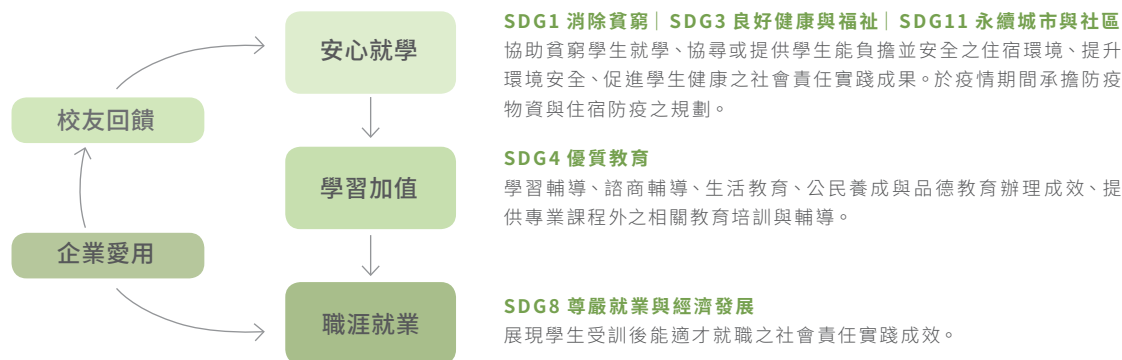 安心就學
SDG1 消除貧窮｜SDG3 良好健康與福祉｜SDG11 永續城市與社區
協助貧窮學生就學、協尋或提供學生能負擔並安全之住宿環境、提升
環境安全、促進學生健康之社會責任實踐成果。於疫情期間承擔防疫
物資與住宿防疫之規劃。
校友回饋
學習加值
SDG4 優質教育
學習輔導、諮商輔導、生活教育、公民養成與品德教育辦理成效、提
供專業課程外之相關教育培訓與輔導。
企業愛用
職涯就業
SDG8 尊嚴就業與經濟發展
展現學生受訓後能適才就職之社會責任實踐成效。